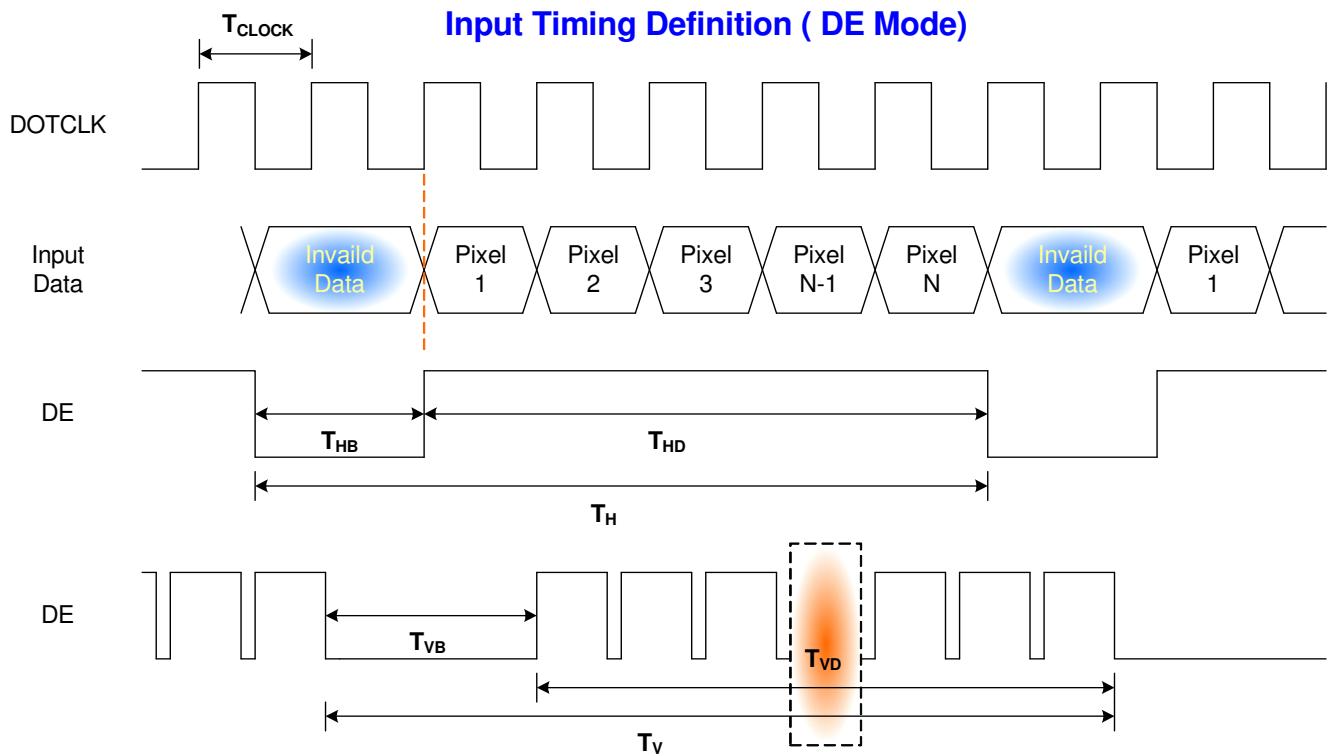 Input Timing Definition ( DE Mode)
TCLOCK
DOTCLK
Input
Data
Invaild
Data
Pixel
1
Pixel
2
Pixel
3
Pixel
N-1
Pixel
N
Invaild
Data
Pixel
1
DE
THB
THD
TH
DE
TVB
TVD
TV